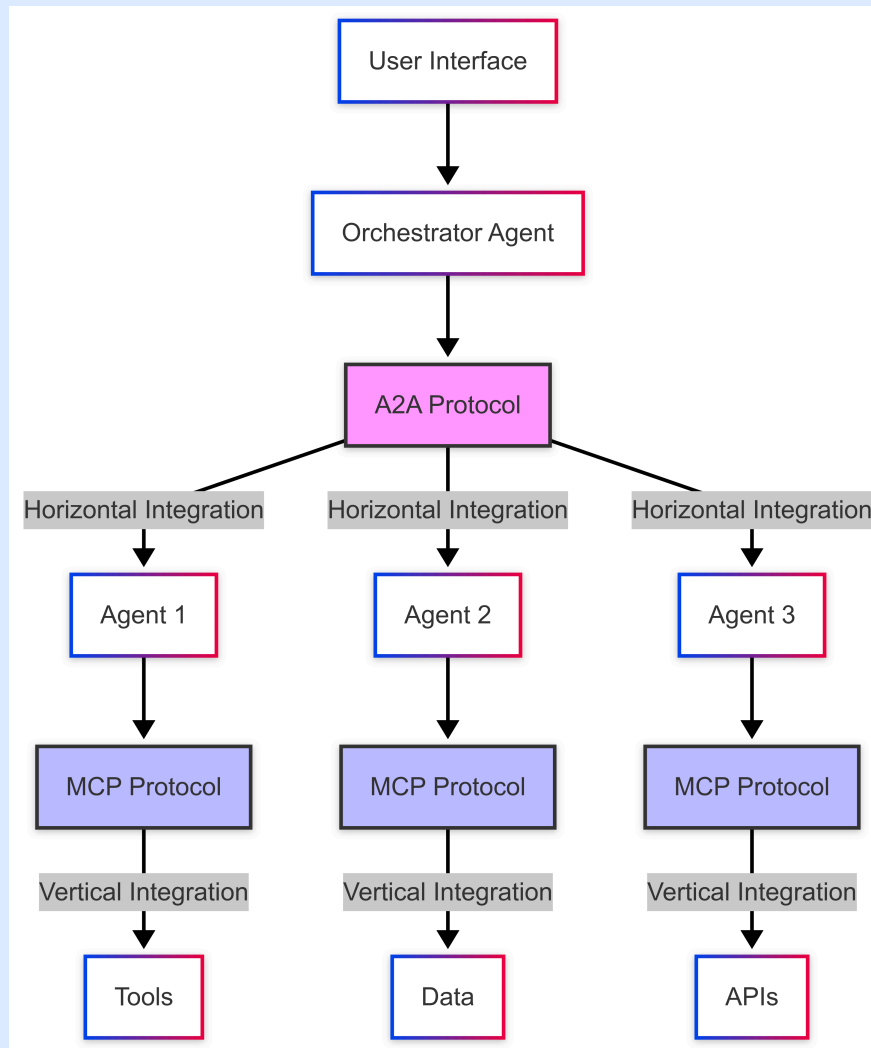 User Interface
Orchestrator Agent
A2A Protocol
Horizontal Integration
Horizontal Integration
Horizontal Integration
Agent 1
Agent 2
Agent 3
MCP Protocol
MCP Protocol
MCP Protocol
Vertical Integration
Vertical Integration
Vertical Integration
Tools
Data
APIs